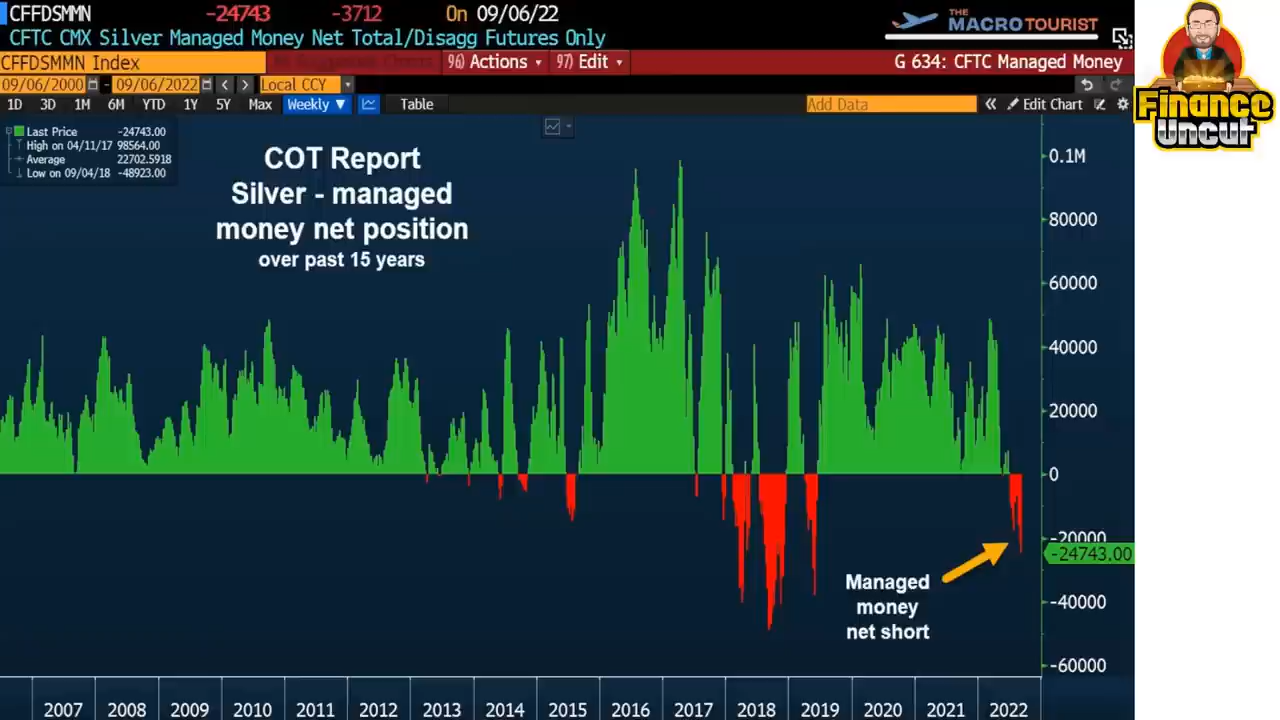 CFFDSMMN -24743 -3712 On 09/06/22
CFTC CMX Silver Managed Money Net Total/Disagg Futures Only
THE
MACRO TOURIST
CFFDSMMN Index 96) Actions 97) Edit G 634: CFTC Managed Money
09/06/2000 - 09/06/2022 Local CCY
1D 3D 1M 6M YTD 1Y 5Y Max Weekly ▼ Table Add Data « Edit Chart
Last Price -24743.00
High on 04/11/17 98564.00
Average 22702.5918
Low on 09/04/18 -48923.00
COT Report
Silver - managed
money net position
over past 15 years
0.1M
80000
60000
40000
20000
0
-20000
-24743.00
-40000
-60000
Managed
money
net short
2007 2008 2009 2010 2011 2012 2013 2014 2015 2016 2017 2018 2019 2020 2021 2022
Finance
Uncut